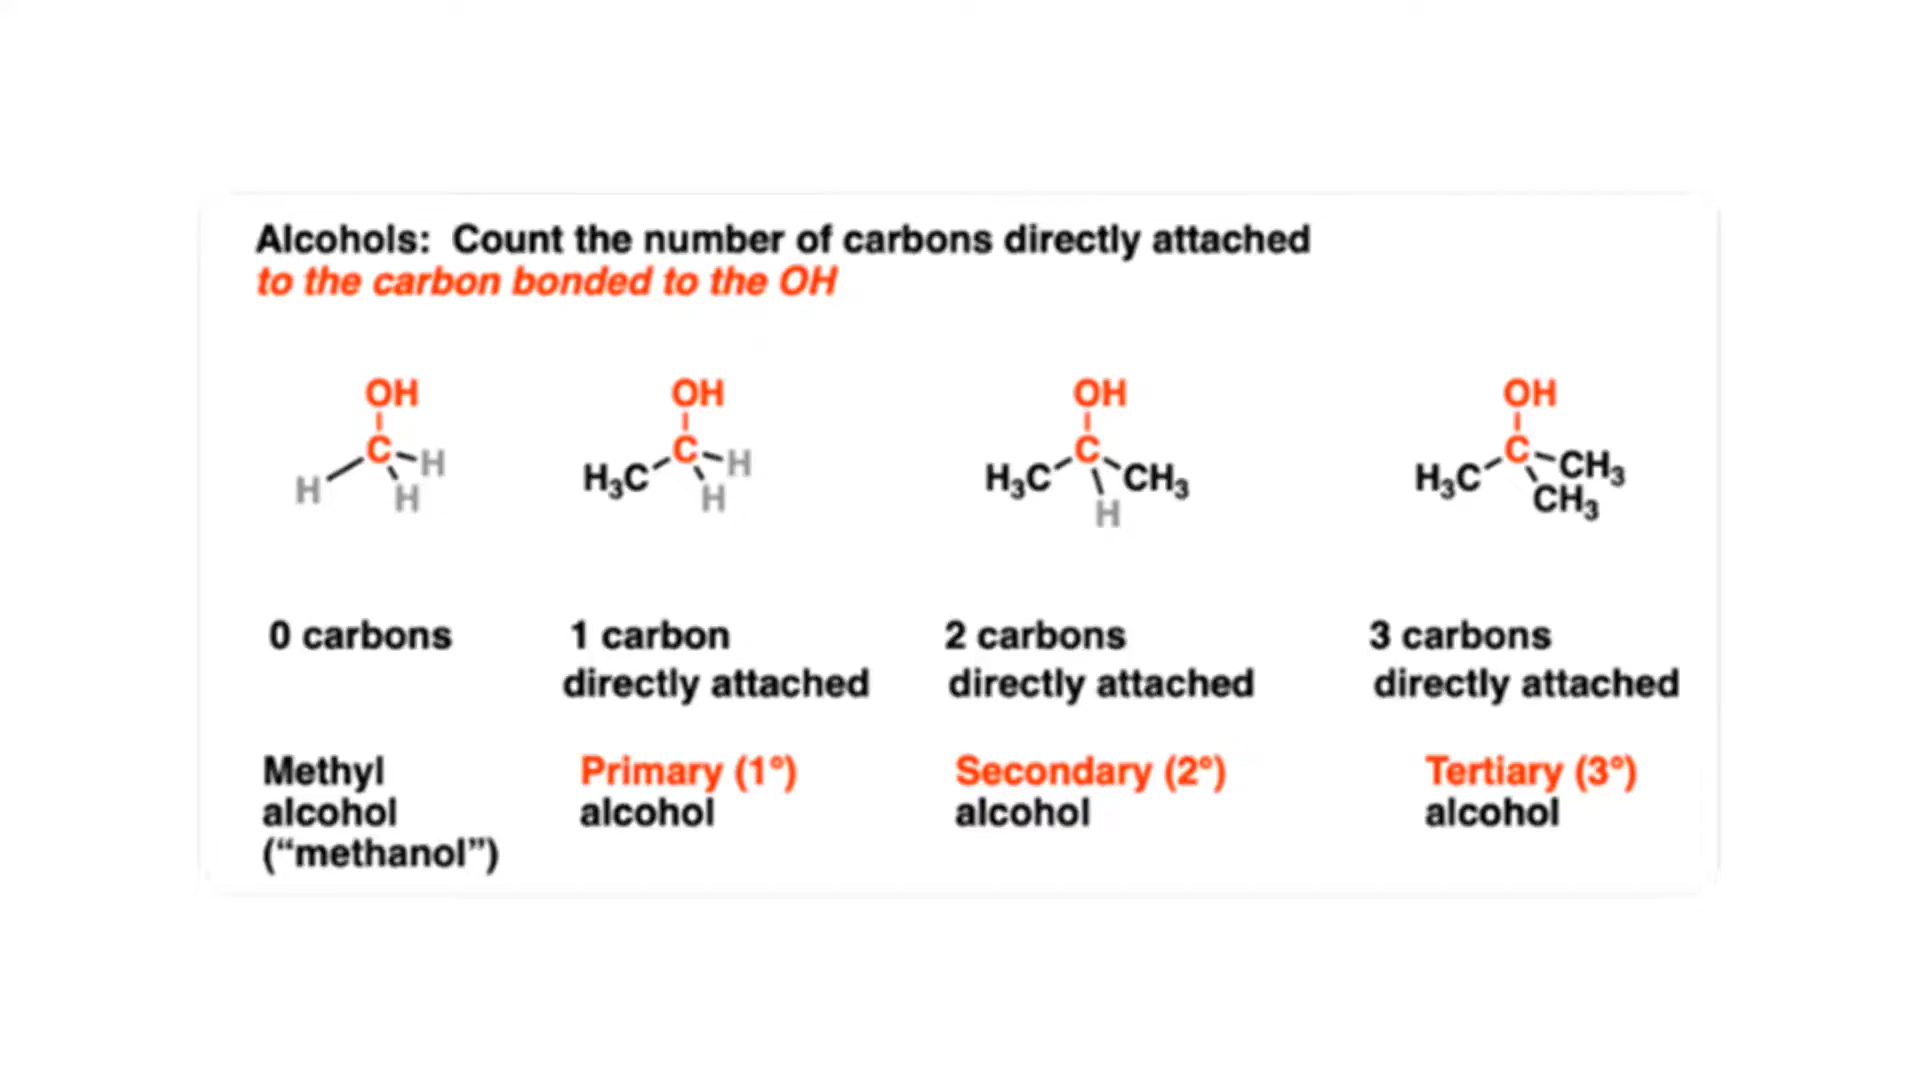 Alcohols: Count the number of carbons directly attached
to the carbon bonded to the OH
OH
C
H
H
H
OH
C
H
H₃C
H
OH
C
H₃C
CH₃
H
OH
C
CH₃
H₃C
CH₃
0 carbons
1 carbon
directly attached
2 carbons
directly attached
3 carbons
directly attached
Methyl
alcohol
(“methanol”)
Primary (1°)
alcohol
Secondary (2°)
alcohol
Tertiary (3°)
alcohol